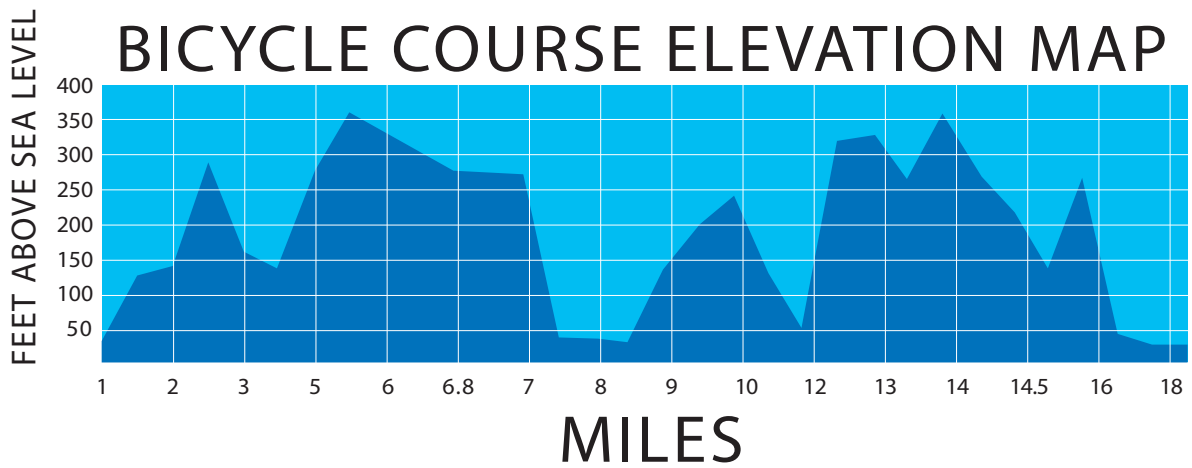 BICYCLE COURSE ELEVATION MAP
FEET ABOVE SEA LEVEL
400
350
300
250
200
150
100
50
1 2 3 5 6 6.8 7 8 9 10 12 13 14 14.5 16 18
MILES